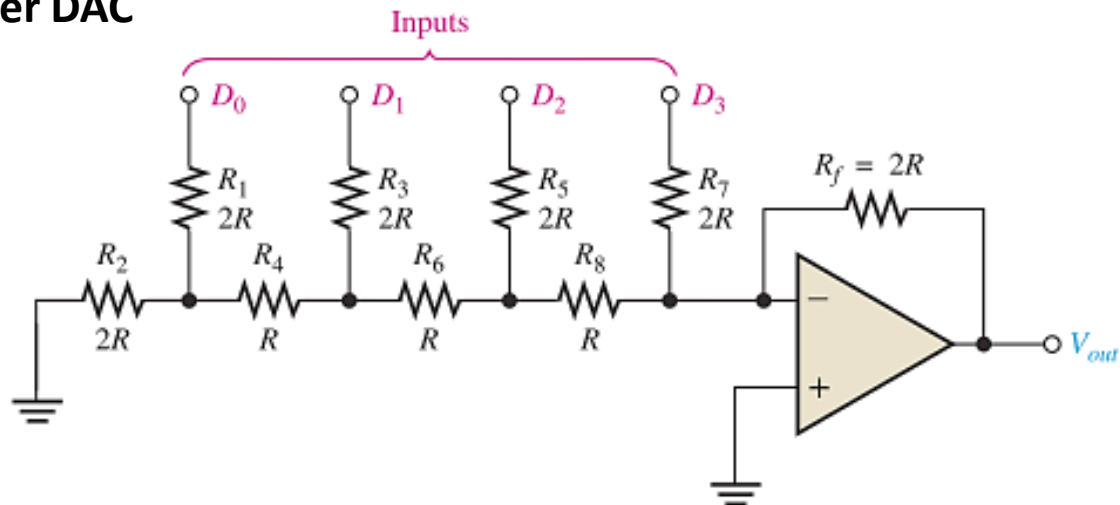 er DAC
Inputs
D0 D1 D2 D3
Rf = 2R
R1 R3 R5 R7
2R 2R 2R 2R
R2 R4 R6 R8
2R R R R
−
+
Vout